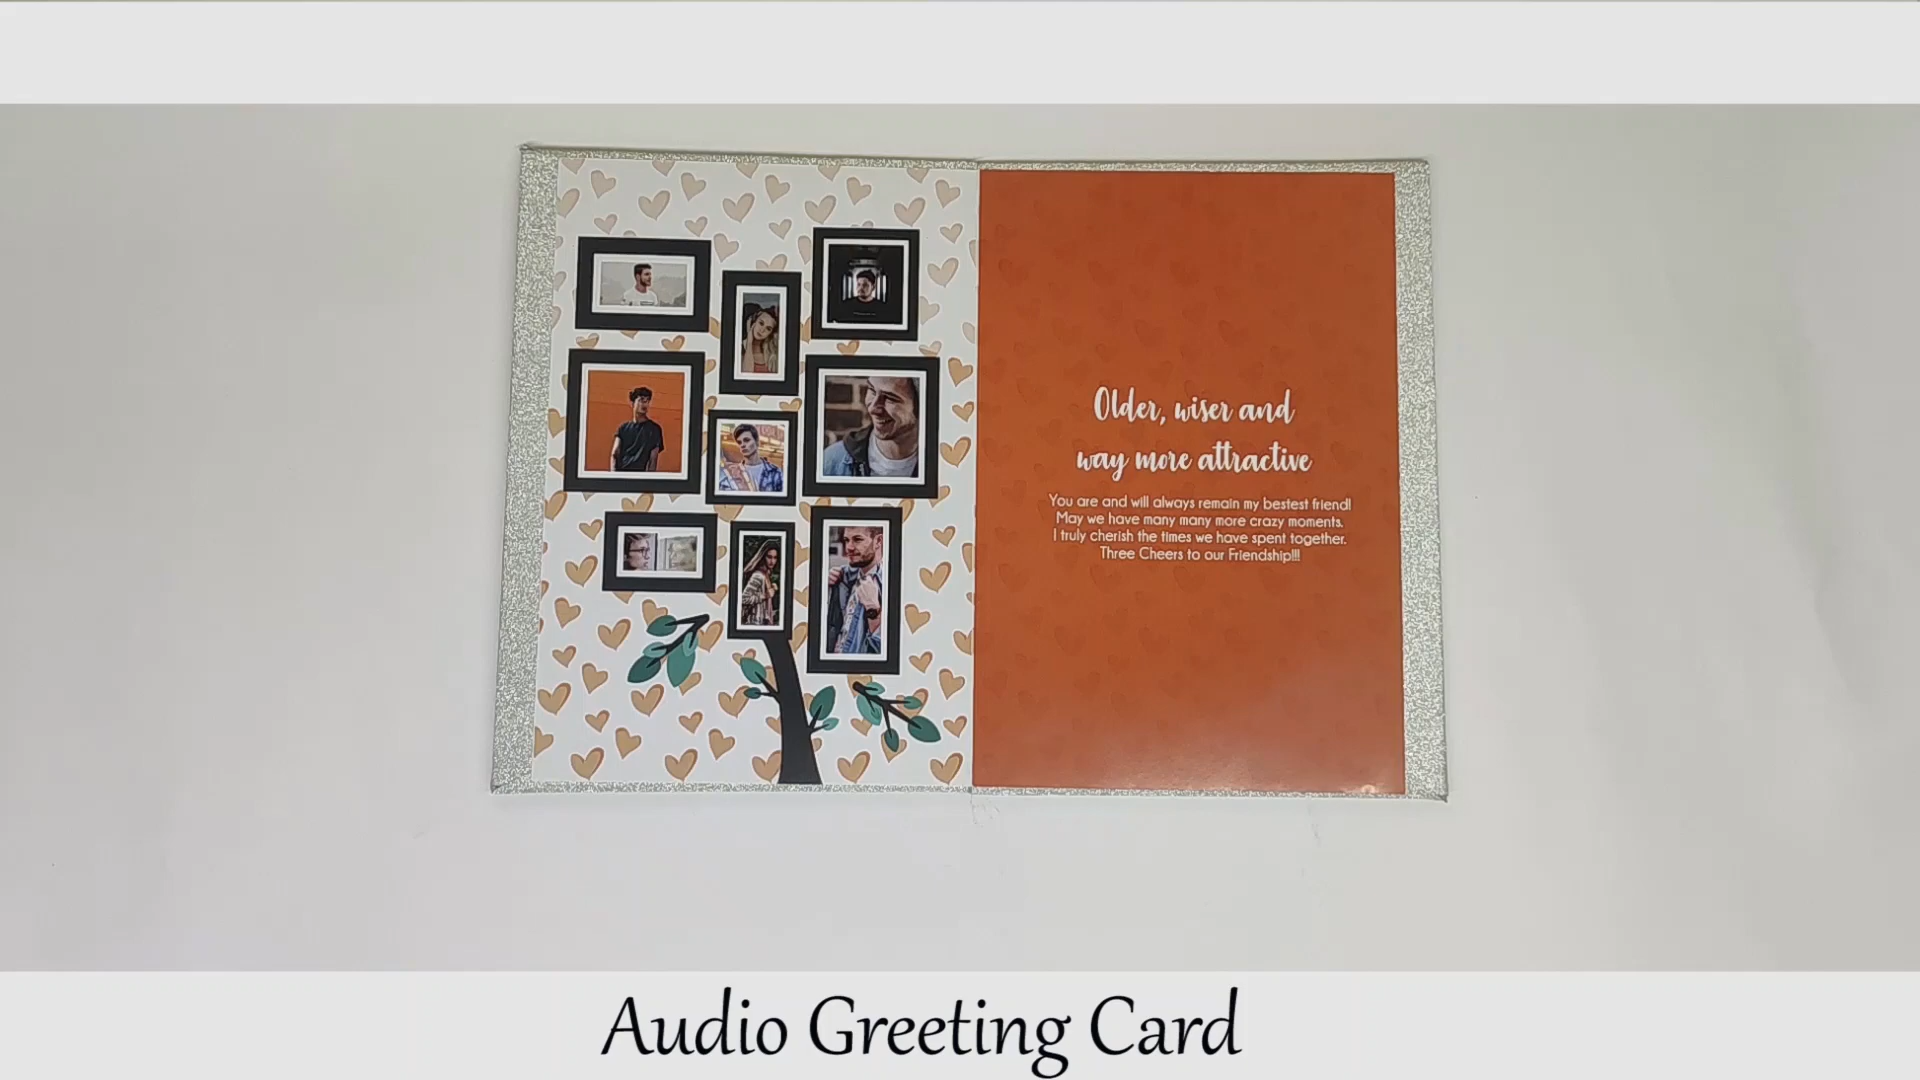 Older, wiser and
way more attractive
You are and will always remain my bestest friend!
May we have many many more crazy moments.
I truly cherish the times we have spent together.
Three Cheers to our Friendship!!!
Audio Greeting Card